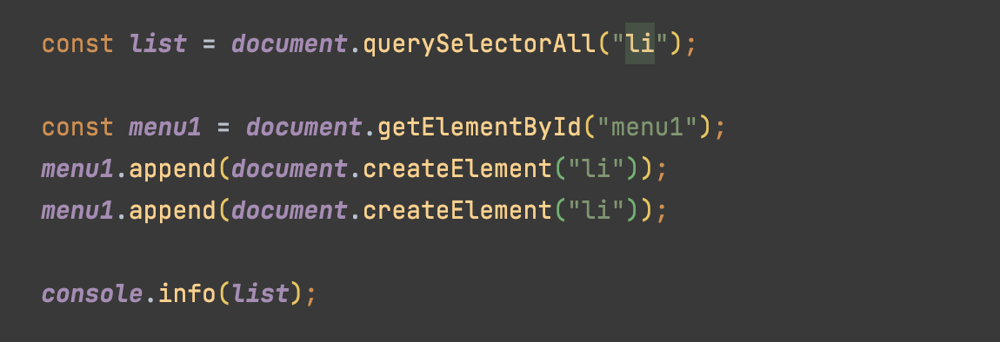 const list = document.querySelectorAll("li");
const menu1 = document.getElementById("menu1");
menu1.append(document.createElement("li"));
menu1.append(document.createElement("li"));
console.info(list);